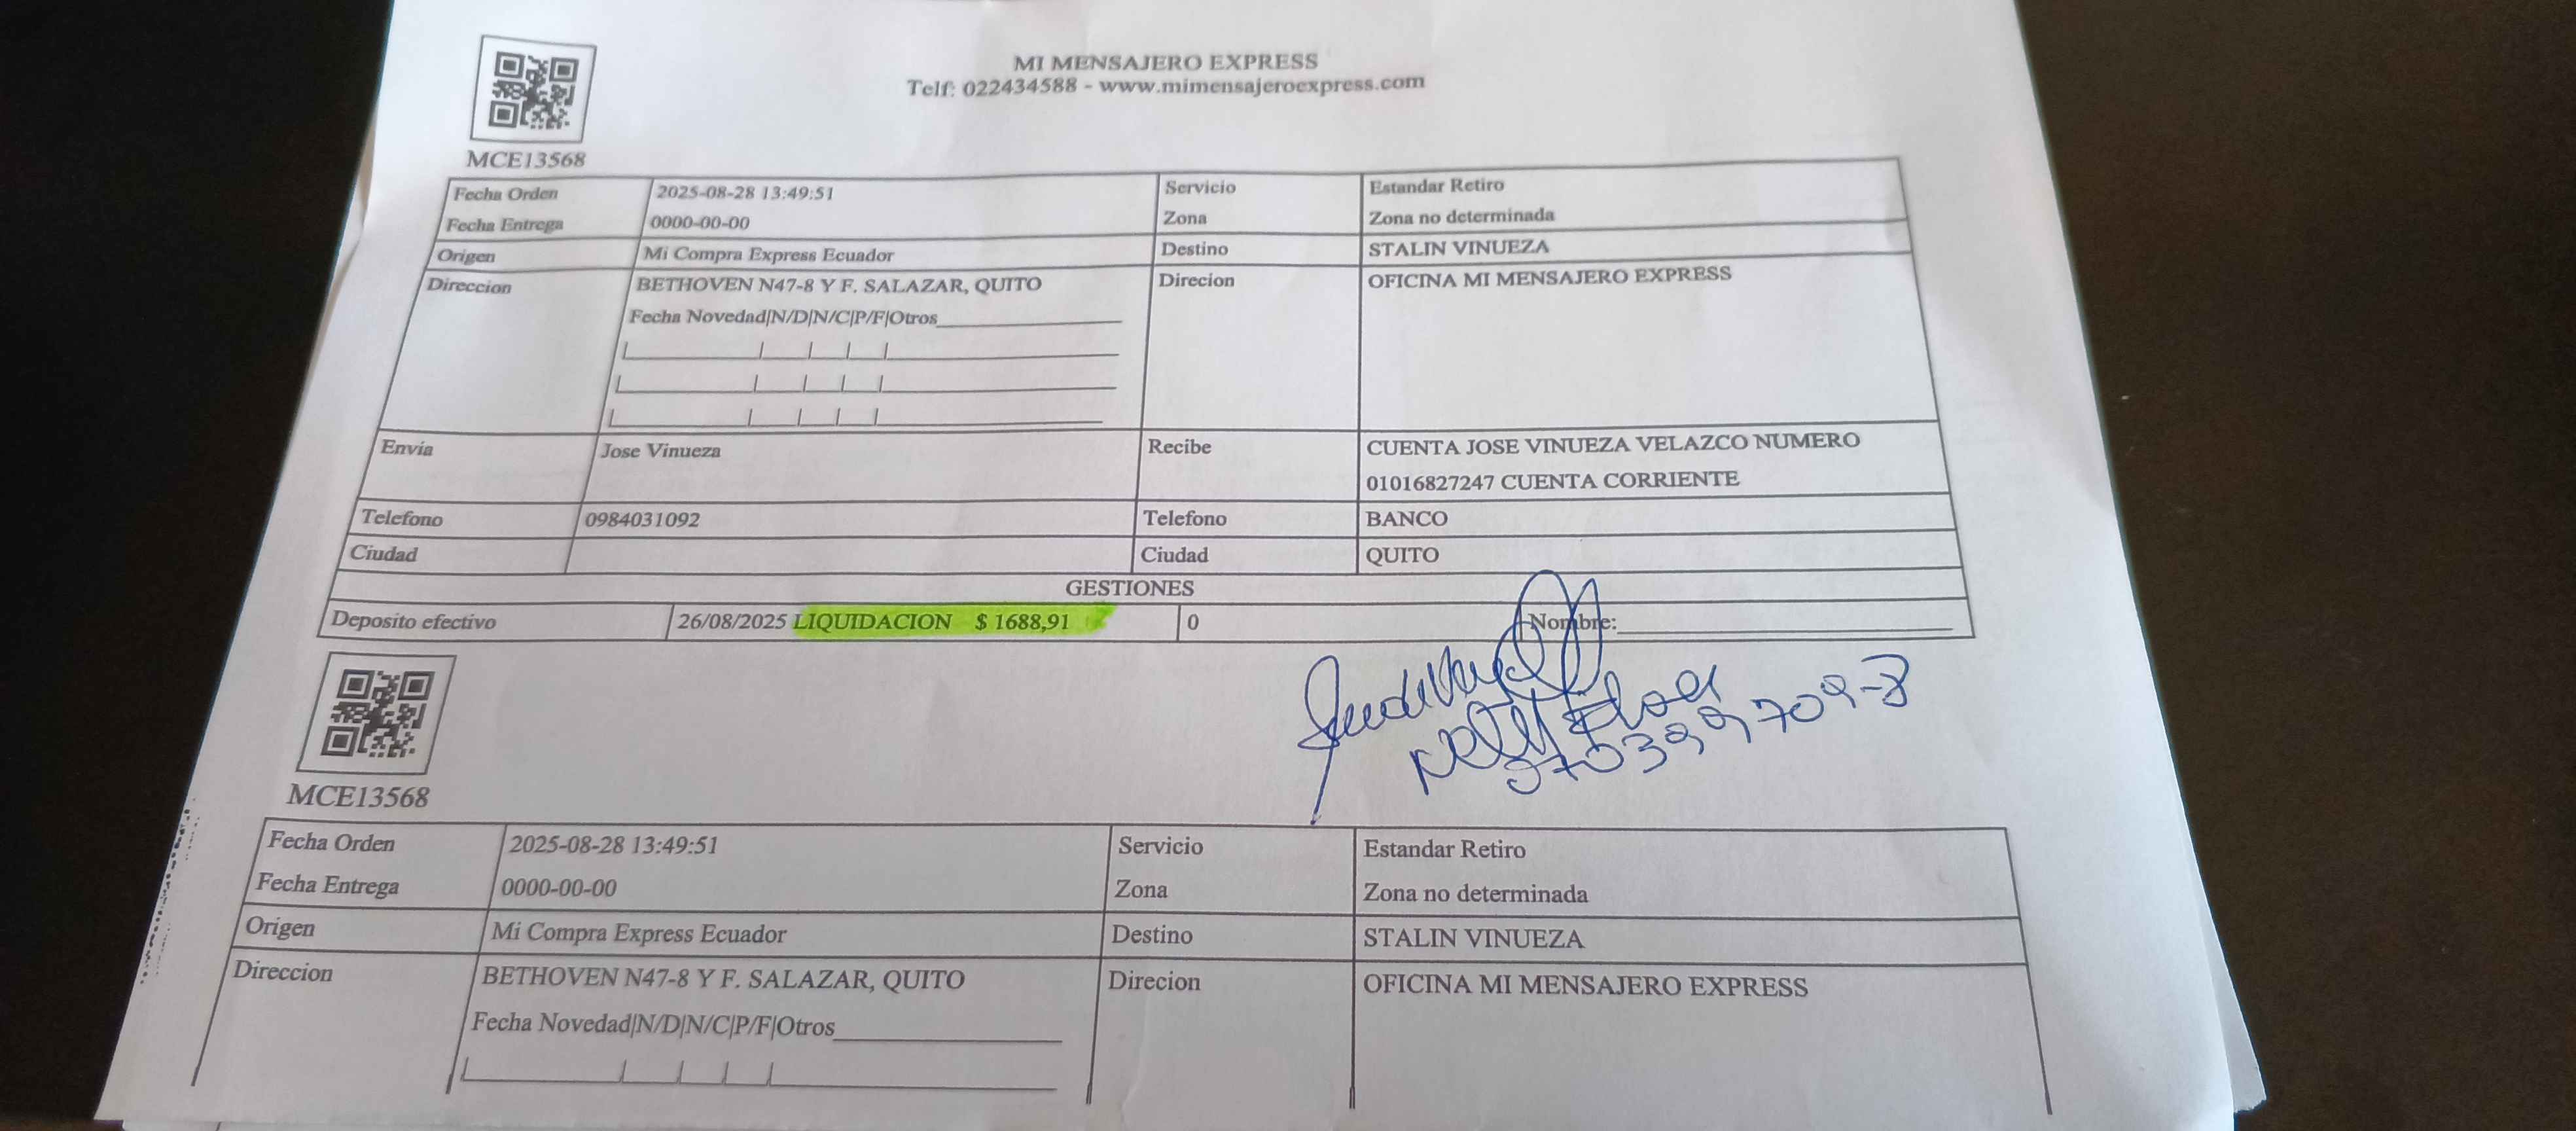 MI MENSAJERO EXPRESS
Telf: 022434588 - www.mimensajeroexpress.com
MCE13568
Fecha Orden 2025-08-28 13:49:51 Servicio Estandar Retiro
Fecha Entrega 0000-00-00 Zona Zona no determinada
Origen Mi Compra Express Ecuador Destino STALIN VINUEZA
Direccion BETHOVEN N47-8 Y F. SALAZAR, QUITO Direcion OFICINA MI MENSAJERO EXPRESS
Fecha Novedad|N/D|N/C|P/F|Otros
Envia Jose Vinueza Recibe CUENTA JOSE VINUEZA VELAZCO NUMERO
01016827247 CUENTA CORRIENTE
Telefono 0984031092 Telefono BANCO
Ciudad Ciudad QUITO
GESTIONES
Deposito efectivo 26/08/2025 LIQUIDACION $ 1688,91 0 Nombre:
MCE13568
Fecha Orden 2025-08-28 13:49:51 Servicio Estandar Retiro
Fecha Entrega 0000-00-00 Zona Zona no determinada
Origen Mi Compra Express Ecuador Destino STALIN VINUEZA
Direccion BETHOVEN N47-8 Y F. SALAZAR, QUITO Direcion OFICINA MI MENSAJERO EXPRESS
Fecha Novedad|N/D|N/C|P/F|Otros